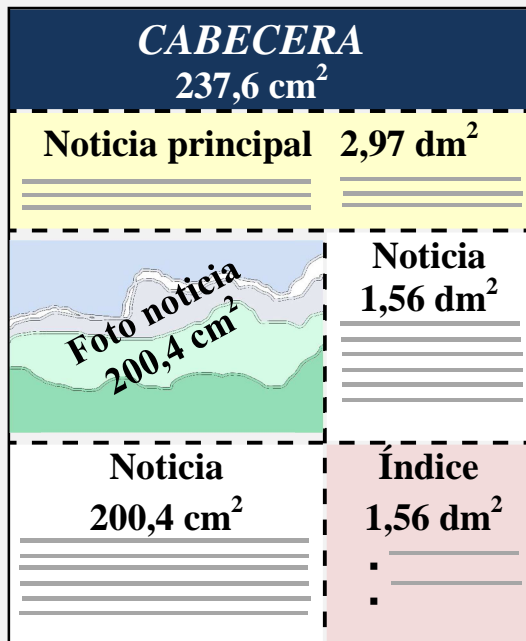 CABECERA
237,6 cm²
Noticia principal 2,97 dm²
Foto noticia
200,4 cm²
Noticia
1,56 dm²
Noticia
200,4 cm²
Índice
1,56 dm²